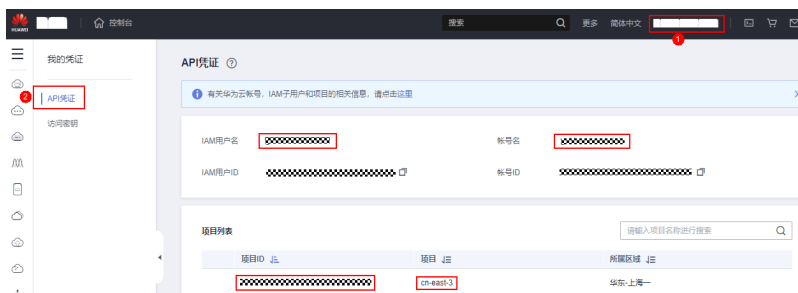 HUAWEI 控制台 搜索 更多 简体中文
1
我的凭证
API凭证
2 API凭证
有关华为云帐号，IAM子用户和项目的相关信息，请点击这里
访问密钥
IAM用户名 帐号名
IAM用户ID 帐号ID
项目列表 请输入项目名称进行搜索
项目ID 项目 所属区域
cn-east-3 华东-上海一